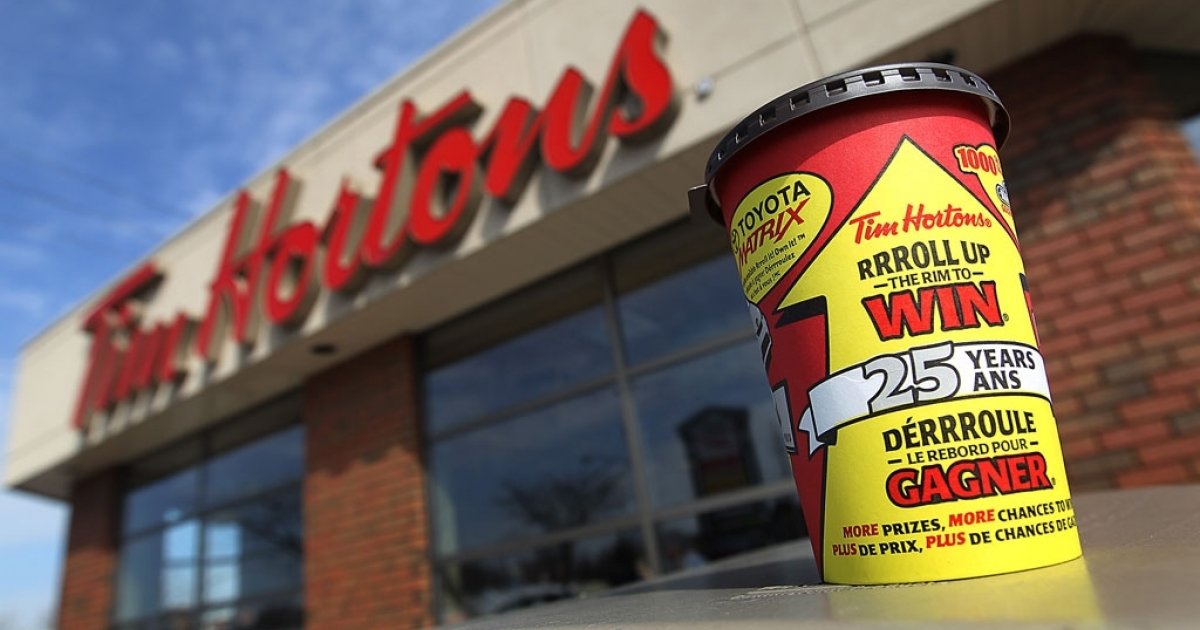 Tim Hortons
TOYOTA
MATRIX
1000
Tim Hortons®
RRROLL UP
THE RIM TO
WIN®
25 YEARS
ANS
DÉRRROULE
LE REBORD POUR
GAGNER®
MORE PRIZES, MORE CHANCES TO
PLUS DE PRIX, PLUS DE CHANCES DE